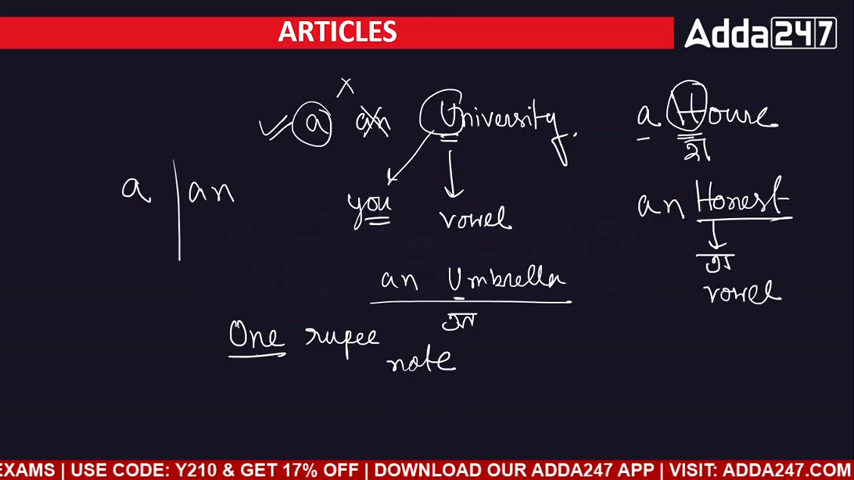 ARTICLES
Adda247
a an University.
a House
हा
a | an
you
vowel
an Honest
अ
vowel
an Umbrella
अ
One rupee
note
EXAMS | USE CODE: Y210 & GET 17% OFF | DOWNLOAD OUR ADDA247 APP | VISIT: ADDA247.COM